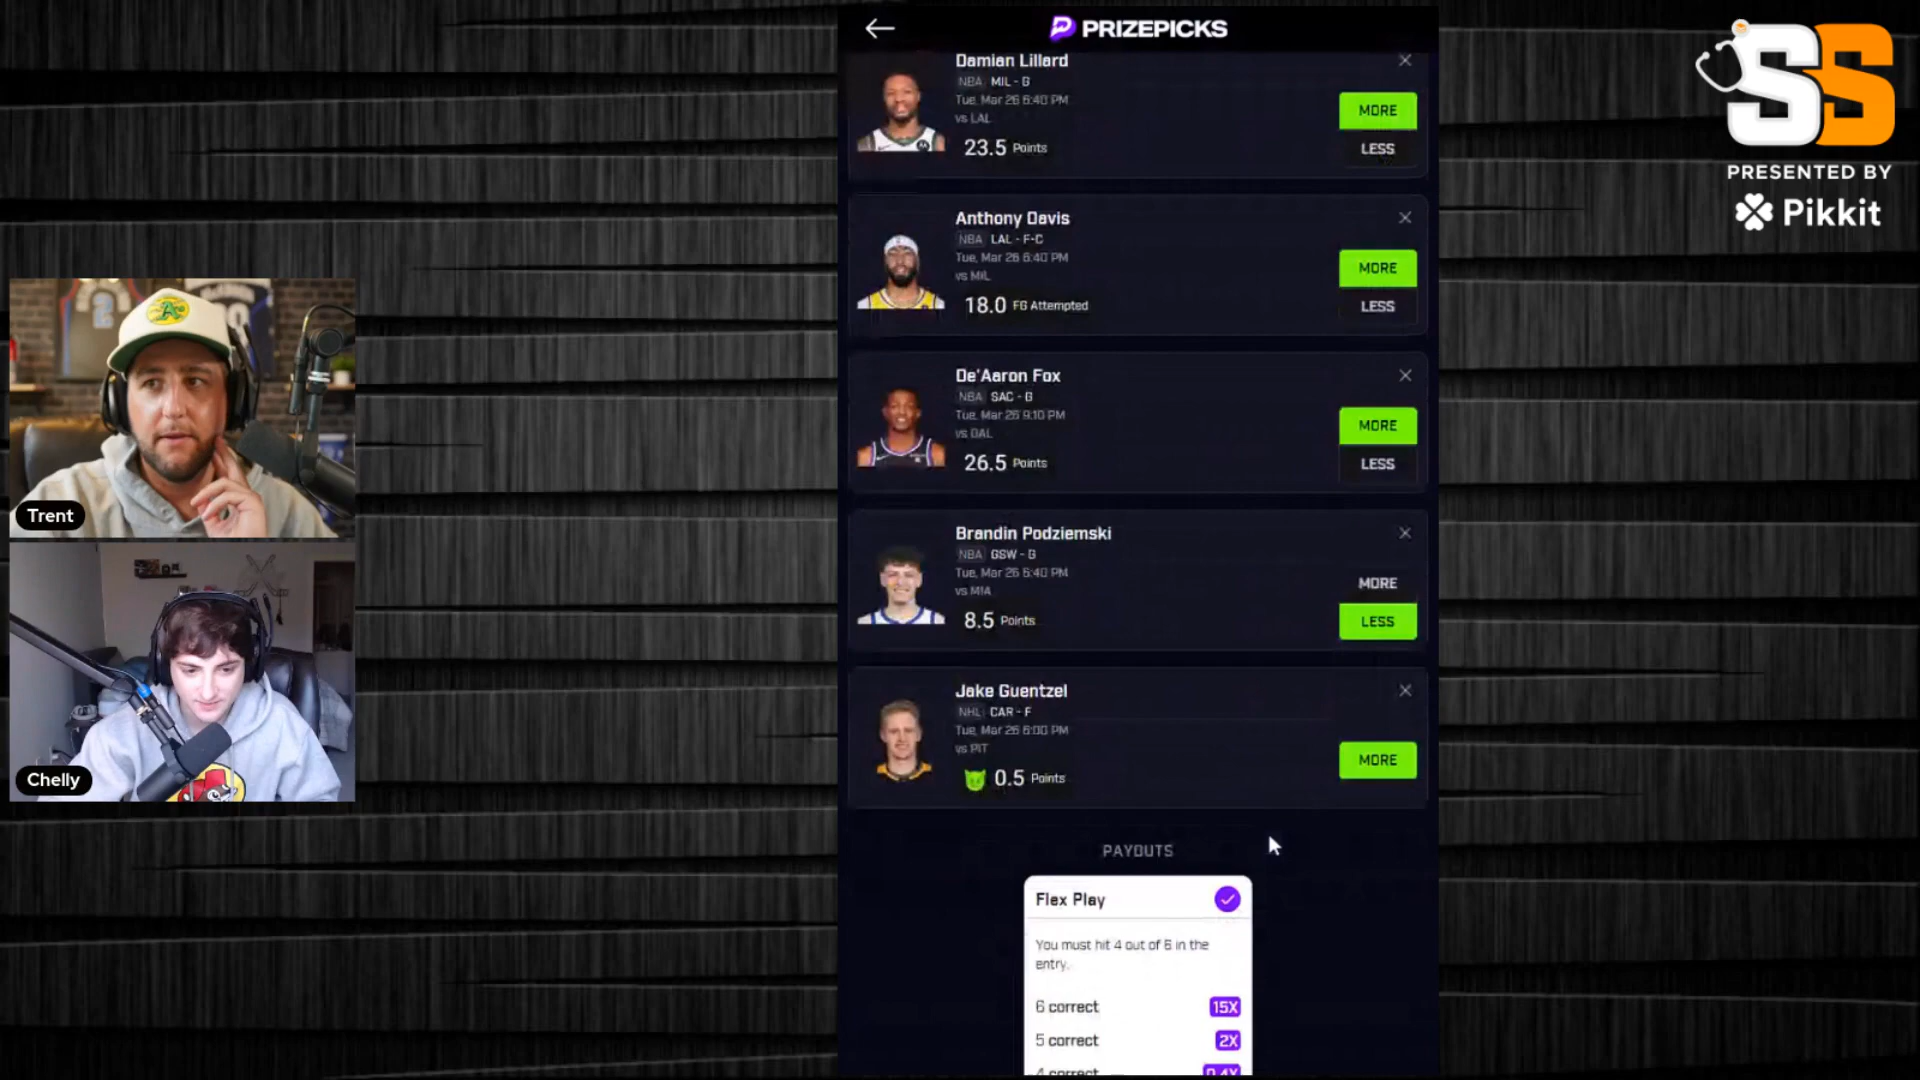 PRIZEPICKS
Damian Lillard
NBA MIL - G
Tue, Mar 26 6:40 PM
vs LAL
23.5 Points
MORE
LESS
Anthony Davis
NBA LAL - F-C
Tue, Mar 26 6:40 PM
vs MIL
18.0 FG Attempted
MORE
LESS
De'Aaron Fox
NBA SAC - G
Tue, Mar 26 9:10 PM
vs DAL
26.5 Points
MORE
LESS
Brandin Podziemski
NBA GSW - G
Tue, Mar 26 6:40 PM
vs MIA
8.5 Points
MORE
LESS
Jake Guentzel
NHL CAR - F
Tue, Mar 26 6:00 PM
vs PIT
0.5 Points
MORE
PAYOUTS
Flex Play
You must hit 4 out of 6 in the
entry.
6 correct 15X
5 correct 2X
4 correct 0.4X
SS
PRESENTED BY
Pikkit
Trent
Chelly
A's